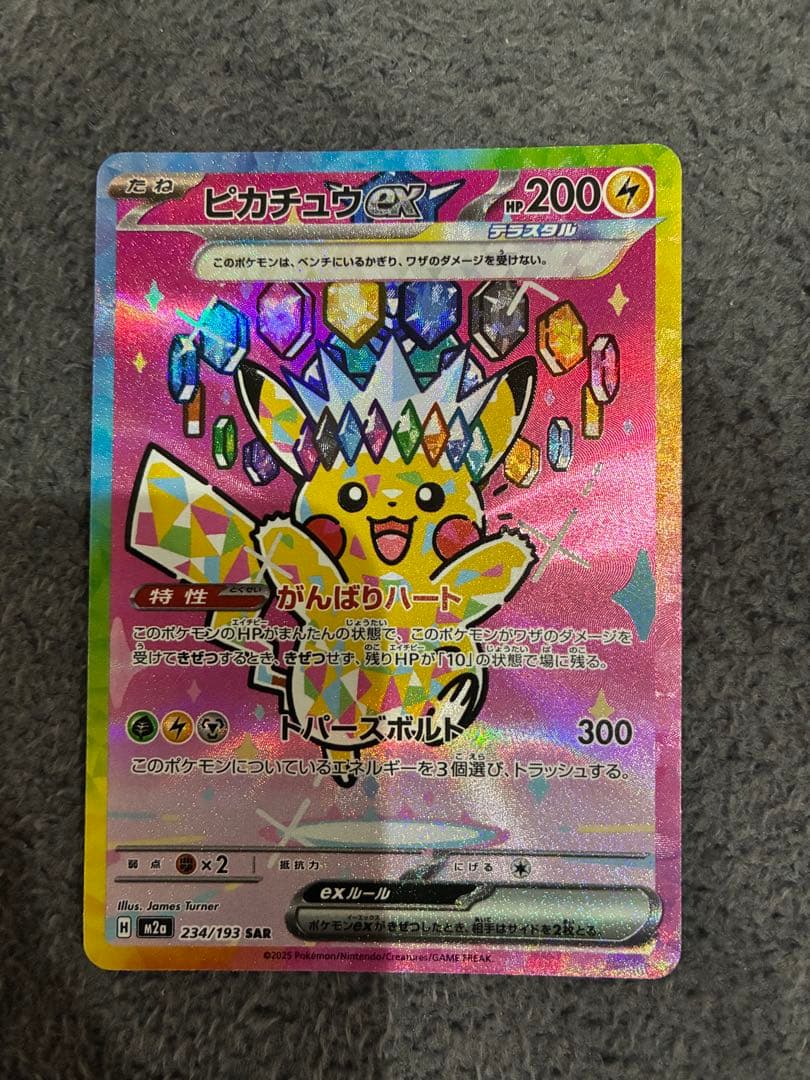 たね ピカチュウex HP200
テラスタル
このポケモンは、ベンチにいるかぎり、ワザのダメージを受けない。
特性 がんばりハート
このポケモンのHPがまんたんの状態で、このポケモンがワザのダメージを
受けてきぜつするとき、きぜつせず、残りHPが「10」の状態で場に残る。
トパーズボルト 300
このポケモンについているエネルギーを3個選び、トラッシュする。
弱点 ×2 抵抗力 にげる
exルール
ポケモンexがきぜつしたとき、相手はサイドを2枚とる。
Illus. James Turner
H M2a 234/193 SAR
©2025 Pokémon/Nintendo/Creatures/GAME FREAK.